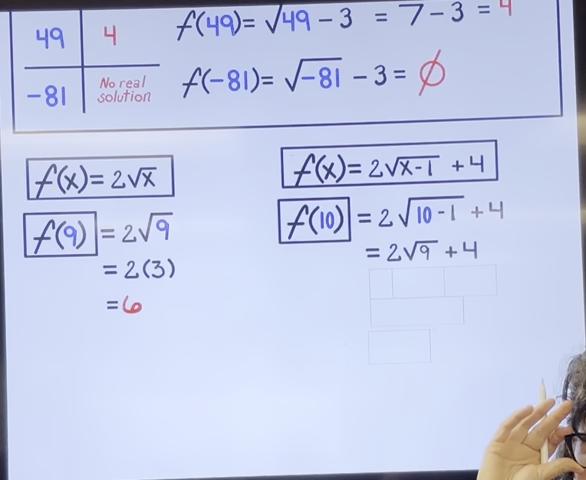 49 4 f(49)= √49 - 3 = 7 - 3 = 4
-81 No real solution f(-81)= √-81 - 3 = ∅
f(x)= 2√x
f(9) = 2√9
= 2(3)
= 6
f(x)= 2√x-1 + 4
f(10) = 2√10-1 + 4
= 2√9 + 4